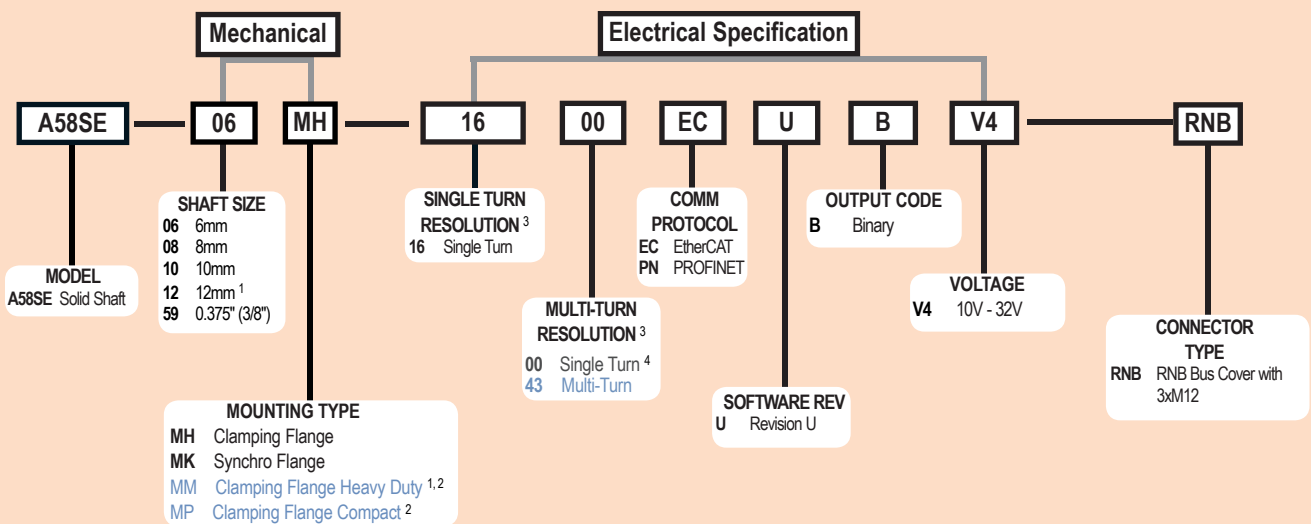 Mechanical
Electrical Specification
A58SE
06
MH
16
00
EC
U
B
V4
RNB
MODEL
A58SE Solid Shaft
SHAFT SIZE
06 6mm
08 8mm
10 10mm
12 12mm 1
59 0.375" (3/8")
MOUNTING TYPE
MH Clamping Flange
MK Synchro Flange
MM Clamping Flange Heavy Duty 1, 2
MP Clamping Flange Compact 2
SINGLE TURN
RESOLUTION 3
16 Single Turn
MULTI-TURN
RESOLUTION 3
00 Single Turn 4
43 Multi-Turn
COMM
PROTOCOL
EC EtherCAT
PN PROFINET
SOFTWARE REV
U Revision U
OUTPUT CODE
B Binary
VOLTAGE
V4 10V - 32V
CONNECTOR
TYPE
RNB RNB Bus Cover with
3xM12